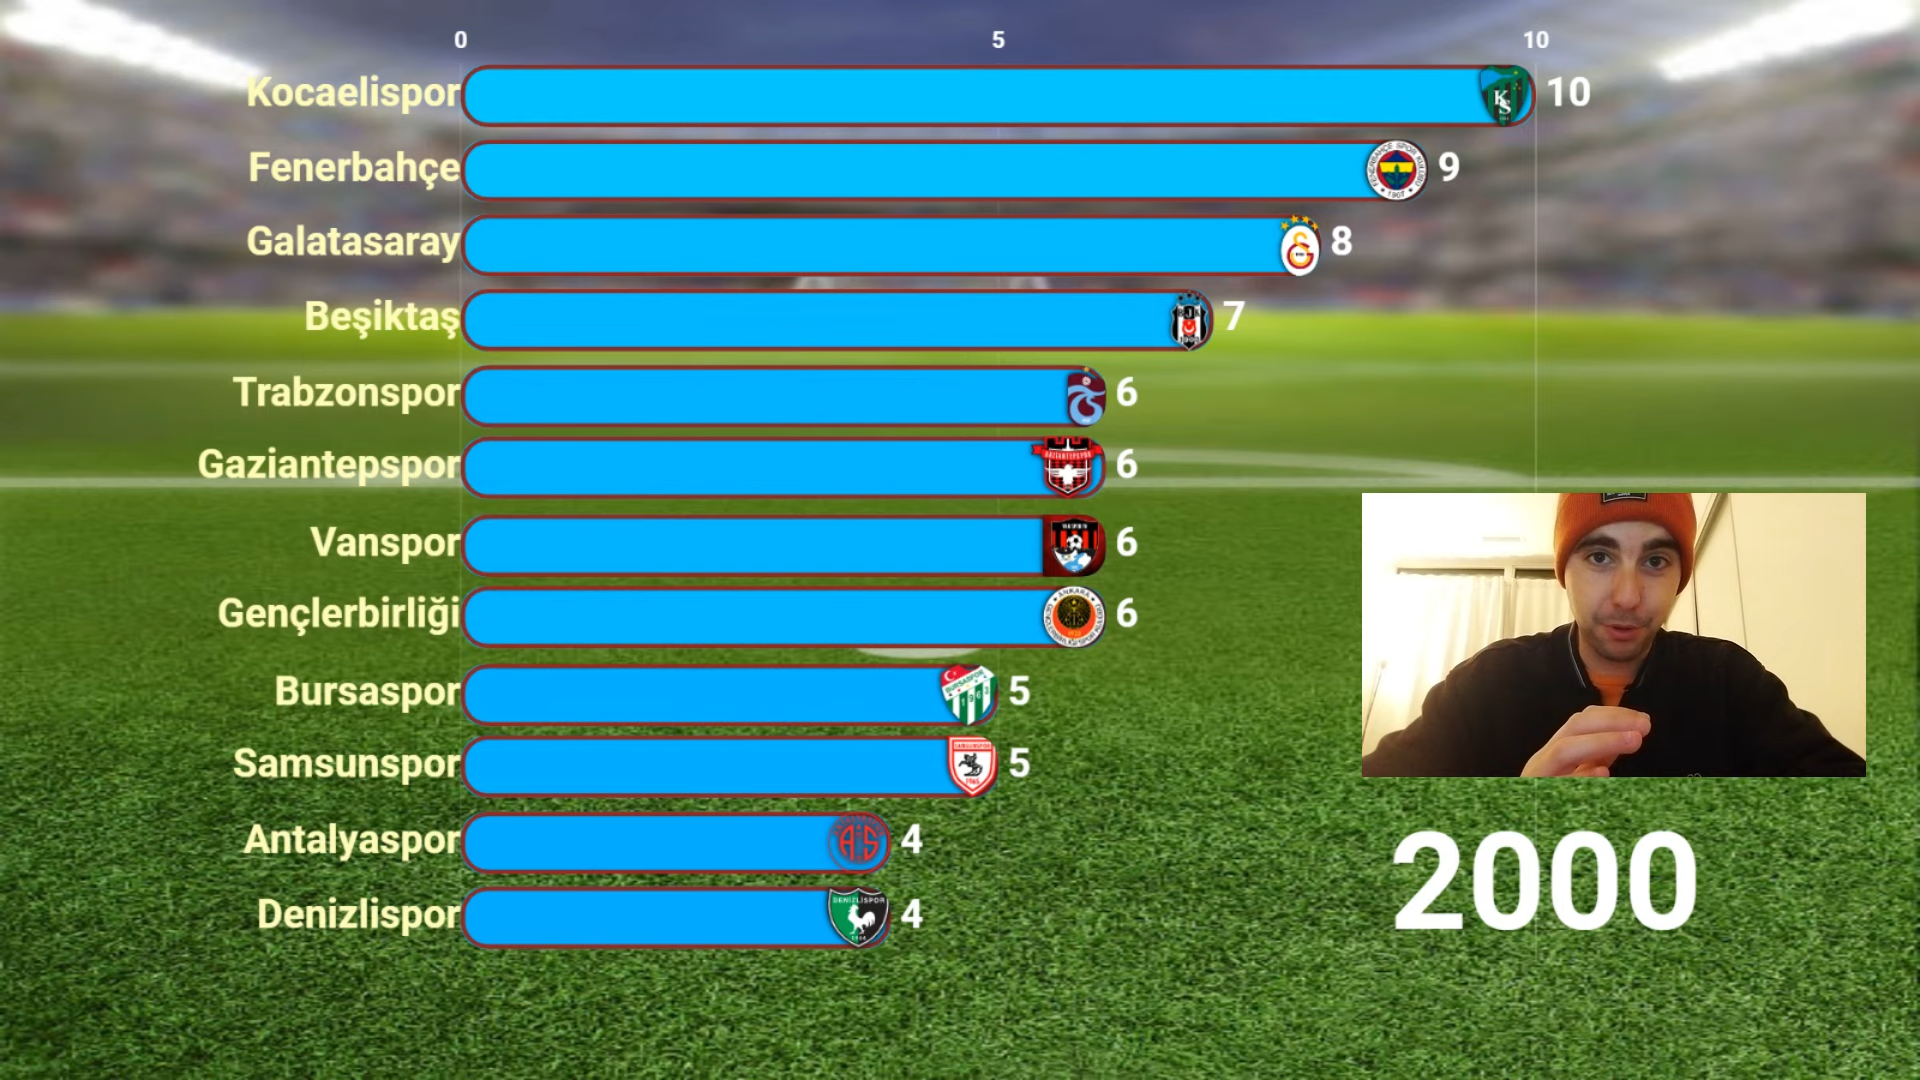 0 5 10
Kocaelispor 10
Fenerbahçe 9
Galatasaray 8
Beşiktaş 7
Trabzonspor 6
Gaziantepspor 6
Vanspor 6
Gençlerbirliği 6
Bursaspor 5
Samsunspor 5
Antalyaspor 4
Denizlispor 4
2000